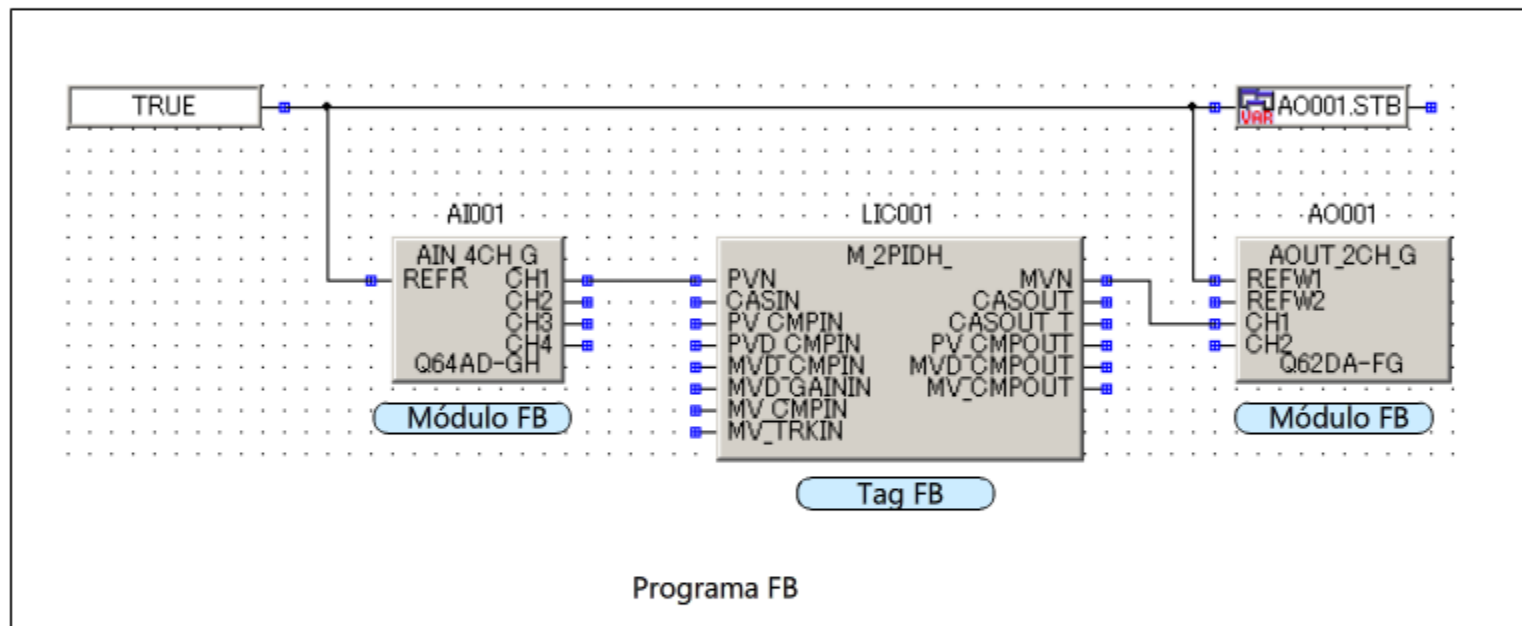 TRUE
VAR AO001.STB
AI001
AIN_4CH_G
REFR CH1
CH2
CH3
CH4
Q64AD-GH
Módulo FB
LIC001
M_2PIDH_
PVN MVN
CASIN CASOUT
PV_CMPIN CASOUT_T
PVD_CMPIN PV_CMPOUT
MVD_CMPIN MVD_CMPOUT
MVD_GAININ MV_CMPOUT
MV_CMPIN
MV_TRKIN
Tag FB
AO001
AOUT_2CH_G
REFW1
REFW2
CH1
CH2
Q62DA-FG
Módulo FB
Programa FB